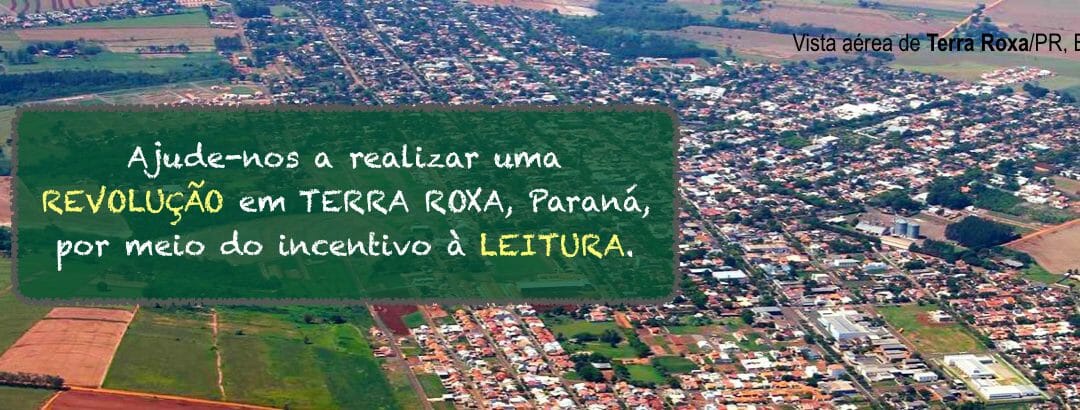 Vista aérea de Terra Roxa/PR, B
Ajude-nos a realizar uma
REVOLUÇÃO em TERRA ROXA, Paraná,
por meio do incentivo à LEITURA.